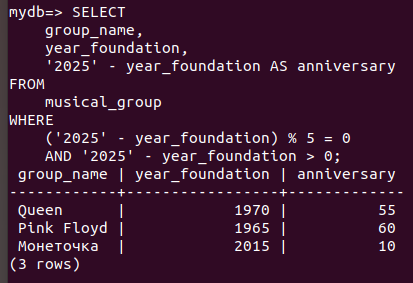 mydb=> SELECT
    group_name,
    year_foundation,
    '2025' - year_foundation AS anniversary
FROM
    musical_group
WHERE
    ('2025' - year_foundation) % 5 = 0
    AND '2025' - year_foundation > 0;
 group_name | year_foundation | anniversary
------------+-----------------+-------------
 Queen      |            1970 |          55
 Pink Floyd |            1965 |          60
 Монеточка  |            2015 |          10
(3 rows)